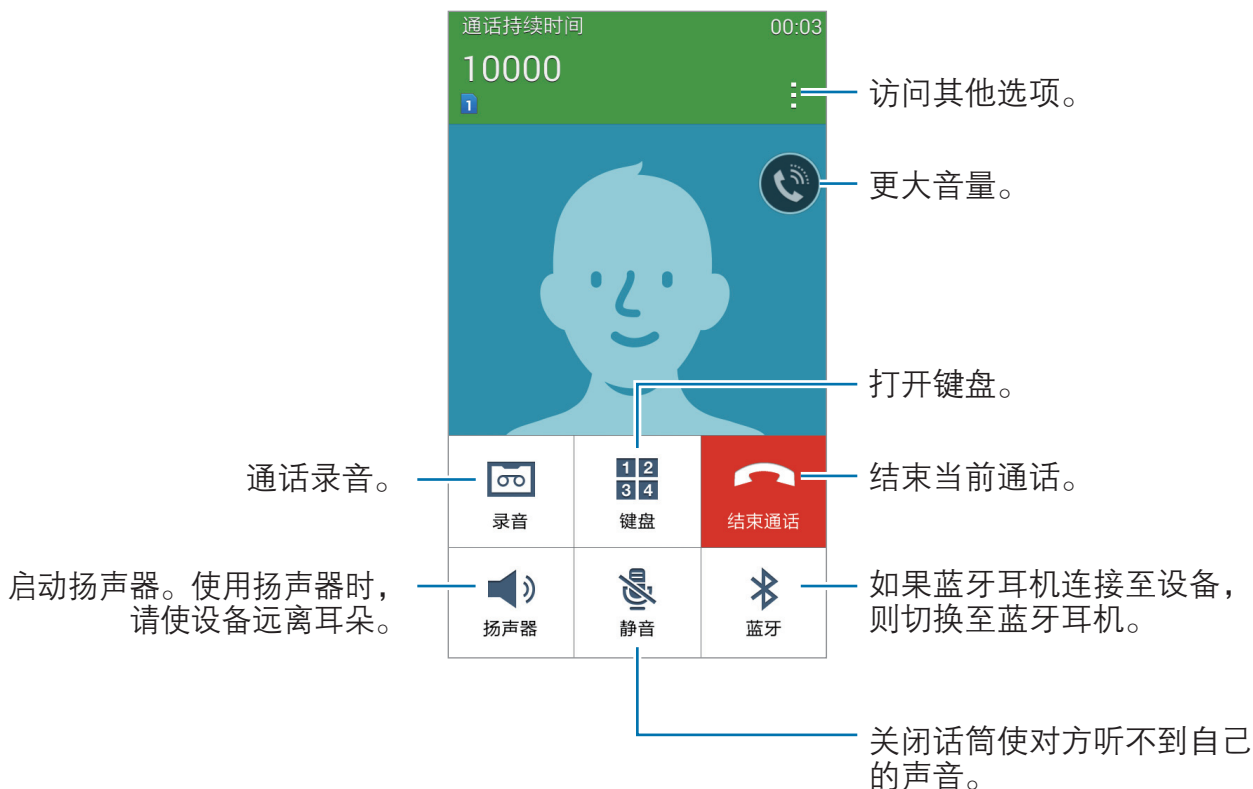 通话持续时间 00:03
10000
1
访问其他选项。
更大音量。
打开键盘。
通话录音。
1 2
3 4
结束当前通话。
录音 键盘 结束通话
启动扬声器。使用扬声器时，
请使设备远离耳朵。
如果蓝牙耳机连接至设备，
则切换至蓝牙耳机。
扬声器 静音 蓝牙
关闭话筒使对方听不到自己
的声音。